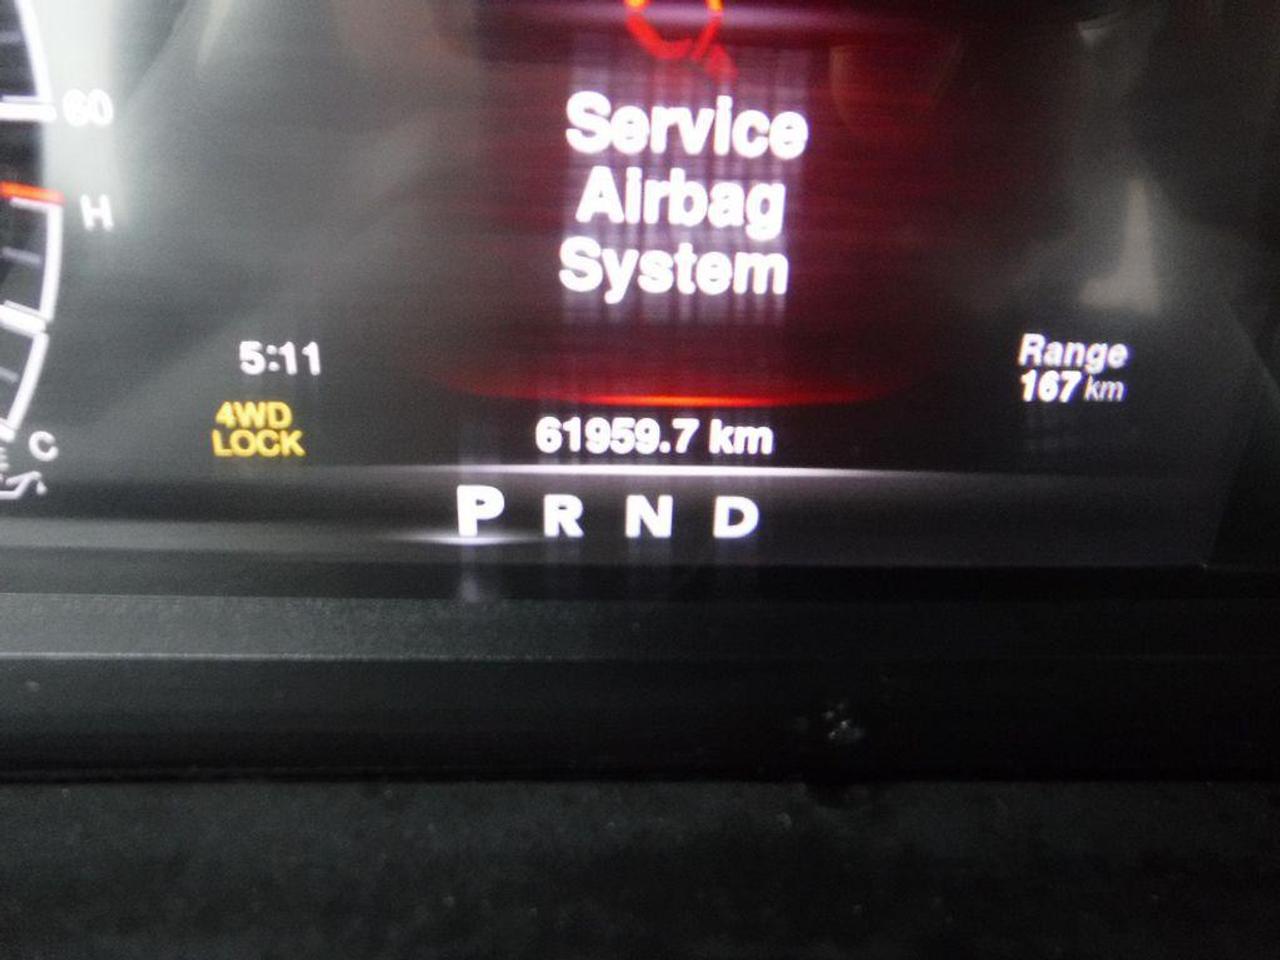 60
H
Service
Airbag
System
5:11
Range
167 km
4WD
LOCK
61959.7 km
C
P R N D